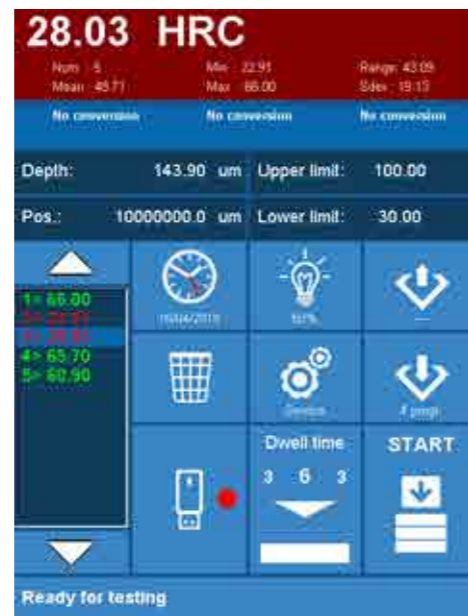 28.03 HRC
Num: 5 Min: 22.91 Range: 43.09
Mean: 48.71 Max: 66.00 Sdev: 19.13
No conversion No conversion No conversion
Depth: 143.90 um Upper limit: 100.00
Pos.: 10000000.0 um Lower limit: 30.00
1> 66.00
4> 65.70
5> 60.90
Service
Dwell time
3 6 3
START
Ready for testing